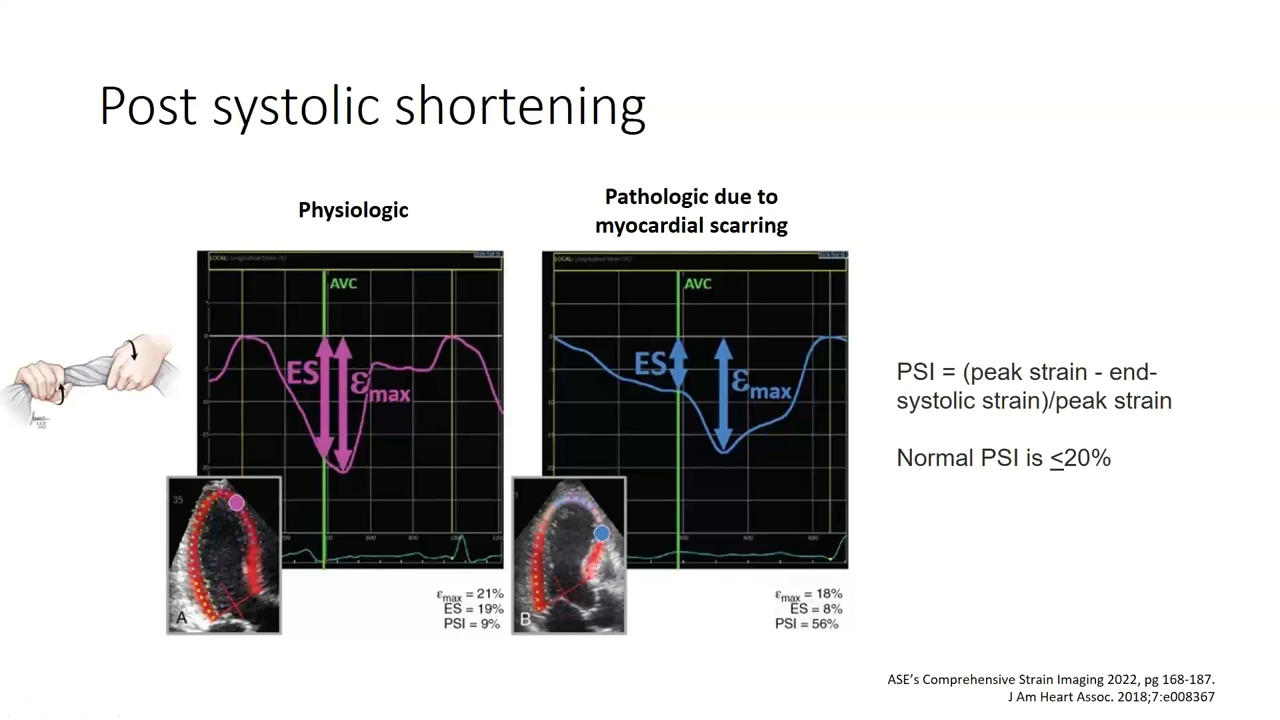 Post systolic shortening
Physiologic
Pathologic due to
myocardial scarring
AVC
ES
εmax
35
A
εmax = 21%
ES = 19%
PSI = 9%
AVC
ES
εmax
B
εmax = 18%
ES = 8%
PSI = 56%
PSI = (peak strain - end-
systolic strain)/peak strain
Normal PSI is <20%
ASE's Comprehensive Strain Imaging 2022, pg 168-187.
J Am Heart Assoc. 2018;7:e008367